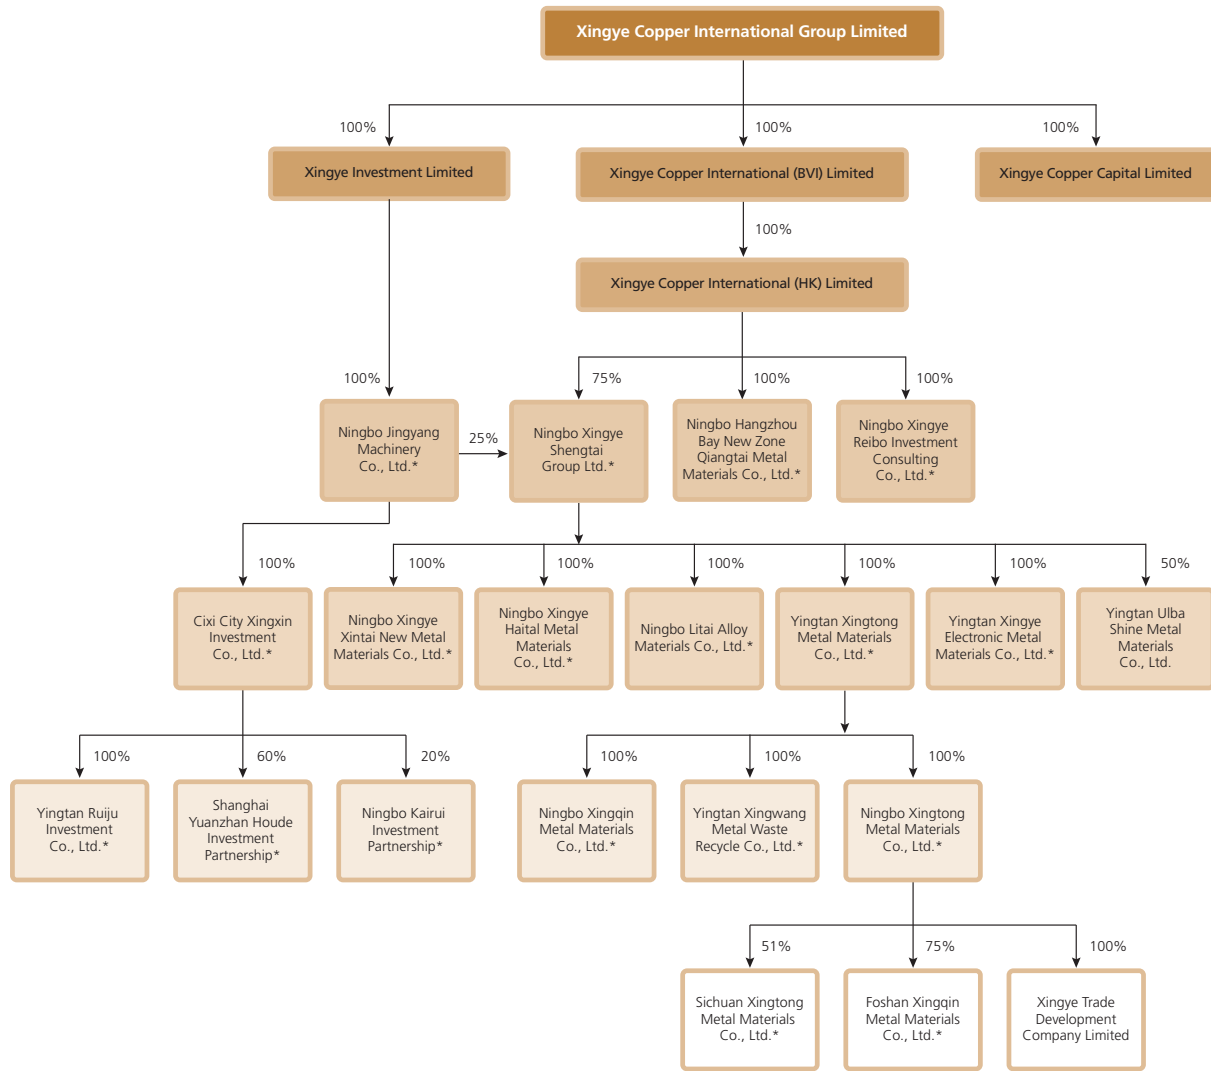 Xingye Copper International Group Limited
100%
100%
100%
Xingye Investment Limited
Xingye Copper International (BVI) Limited
Xingye Copper Capital Limited
100%
Xingye Copper International (HK) Limited
100%
75%
100%
100%
Ningbo Jingyang
Machinery
Co., Ltd.*
25%
Ningbo Xingye
Shengtai
Group Ltd.*
Ningbo Hangzhou
Bay New Zone
Qiangtai Metal
Materials Co., Ltd.*
Ningbo Xingye
Reibo Investment
Consulting
Co., Ltd.*
100%
100%
100%
100%
100%
100%
50%
Cixi City Xingxin
Investment
Co., Ltd.*
Ningbo Xingye
Xintai New Metal
Materials Co., Ltd.*
Ningbo Xingye
Haital Metal
Materials
Co., Ltd.*
Ningbo Litai Alloy
Materials Co., Ltd.*
Yingtan Xingtong
Metal Materials
Co., Ltd.*
Yingtan Xingye
Electronic Metal
Materials Co., Ltd.*
Yingtan Ulba
Shine Metal
Materials
Co., Ltd.
100%
60%
20%
100%
100%
100%
Yingtan Ruiju
Investment
Co., Ltd.*
Shanghai
Yuanzhan Houde
Investment
Partnership*
Ningbo Kairui
Investment
Partnership*
Ningbo Xingqin
Metal Materials
Co., Ltd.*
Yingtan Xingwang
Metal Waste
Recycle Co., Ltd.*
Ningbo Xingtong
Metal Materials
Co., Ltd.*
51%
75%
100%
Sichuan Xingtong
Metal Materials
Co., Ltd.*
Foshan Xingqin
Metal Materials
Co., Ltd.*
Xingye Trade
Development
Company Limited